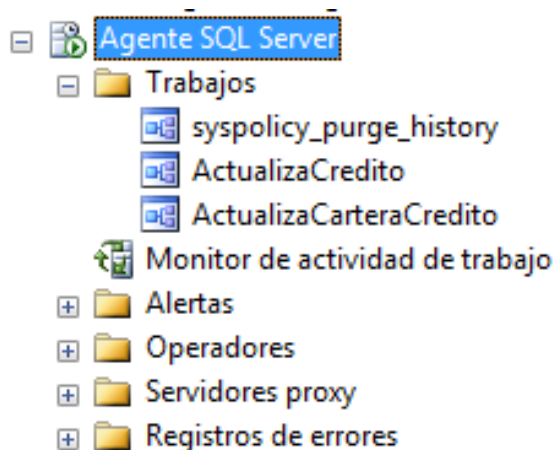 Agente SQL Server
Trabajos
syspolicy_purge_history
ActualizaCredito
ActualizaCarteraCredito
Monitor de actividad de trabajo
Alertas
Operadores
Servidores proxy
Registros de errores